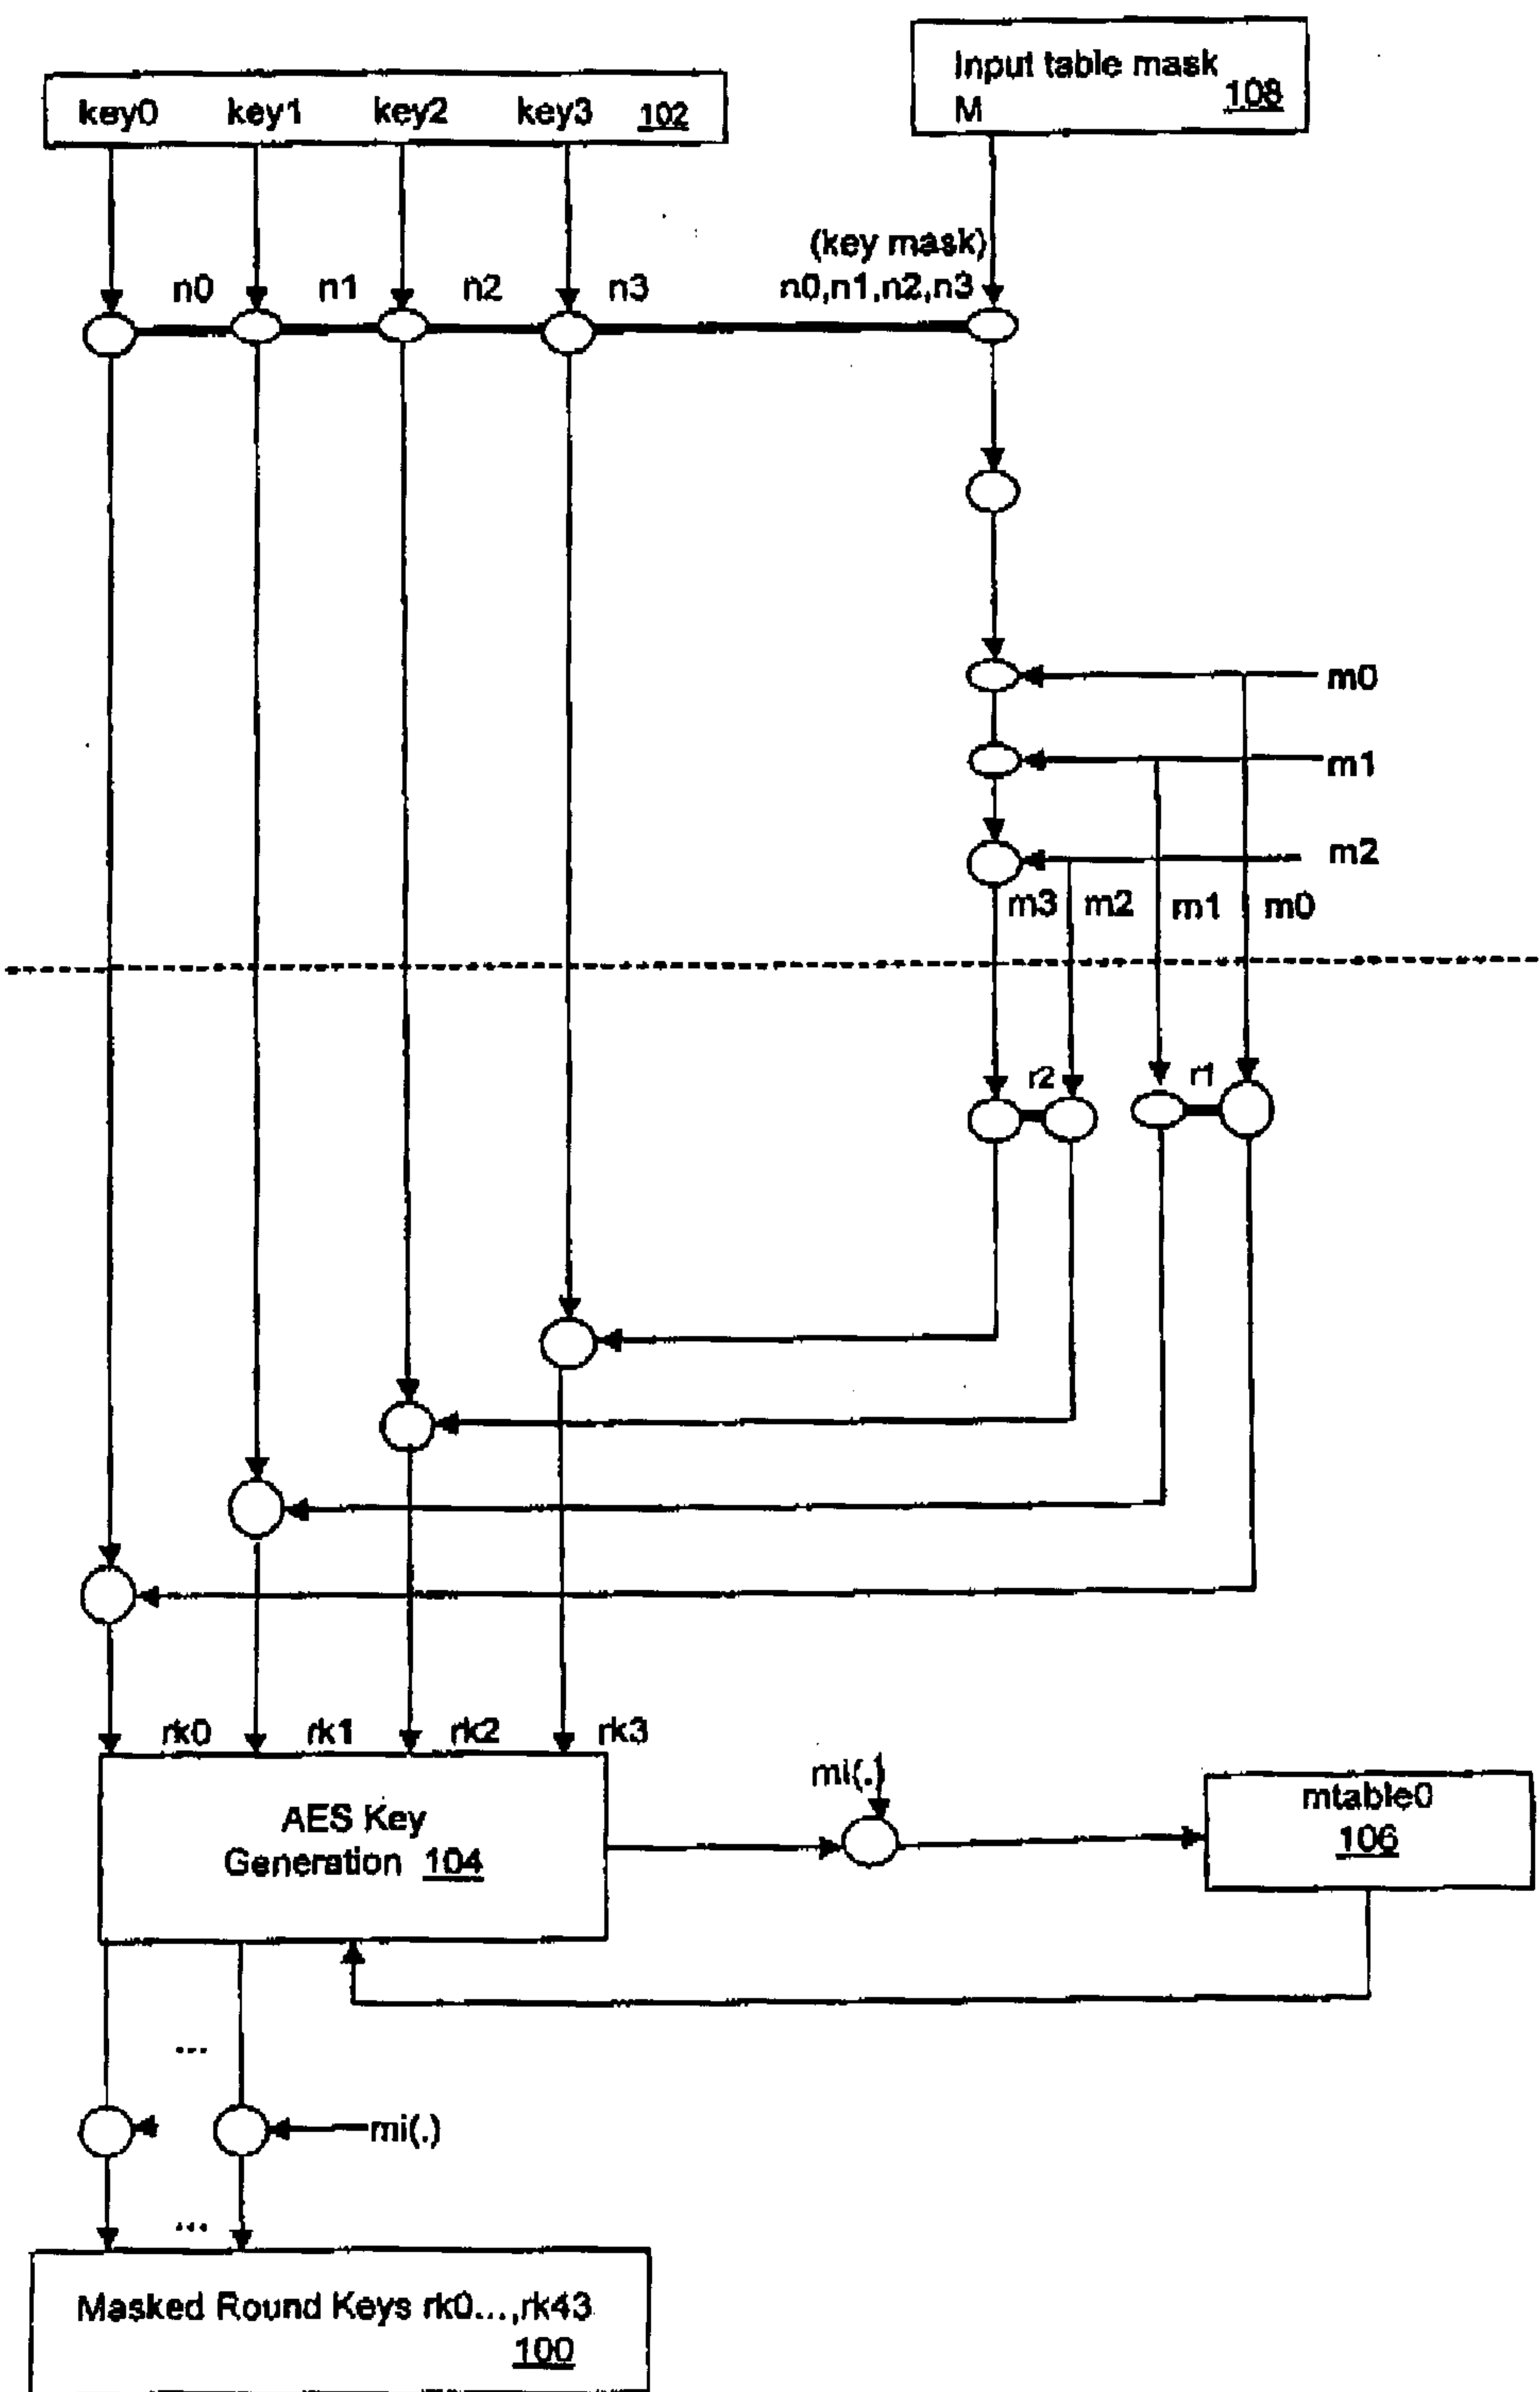 Input table mask
M 108
key0 key1 key2 key3 102
(key mask)
n0 n1 n2 n3 n0,n1,n2,n3
m0
m1
m2
m3 m2 m1 m0
r2 r1
rk0 rk1 rk2 rk3
mi(.)
AES Key
Generation 104
mtable0
106
...
mi(.)
...
Masked Round Keys rk0...,rk43
100